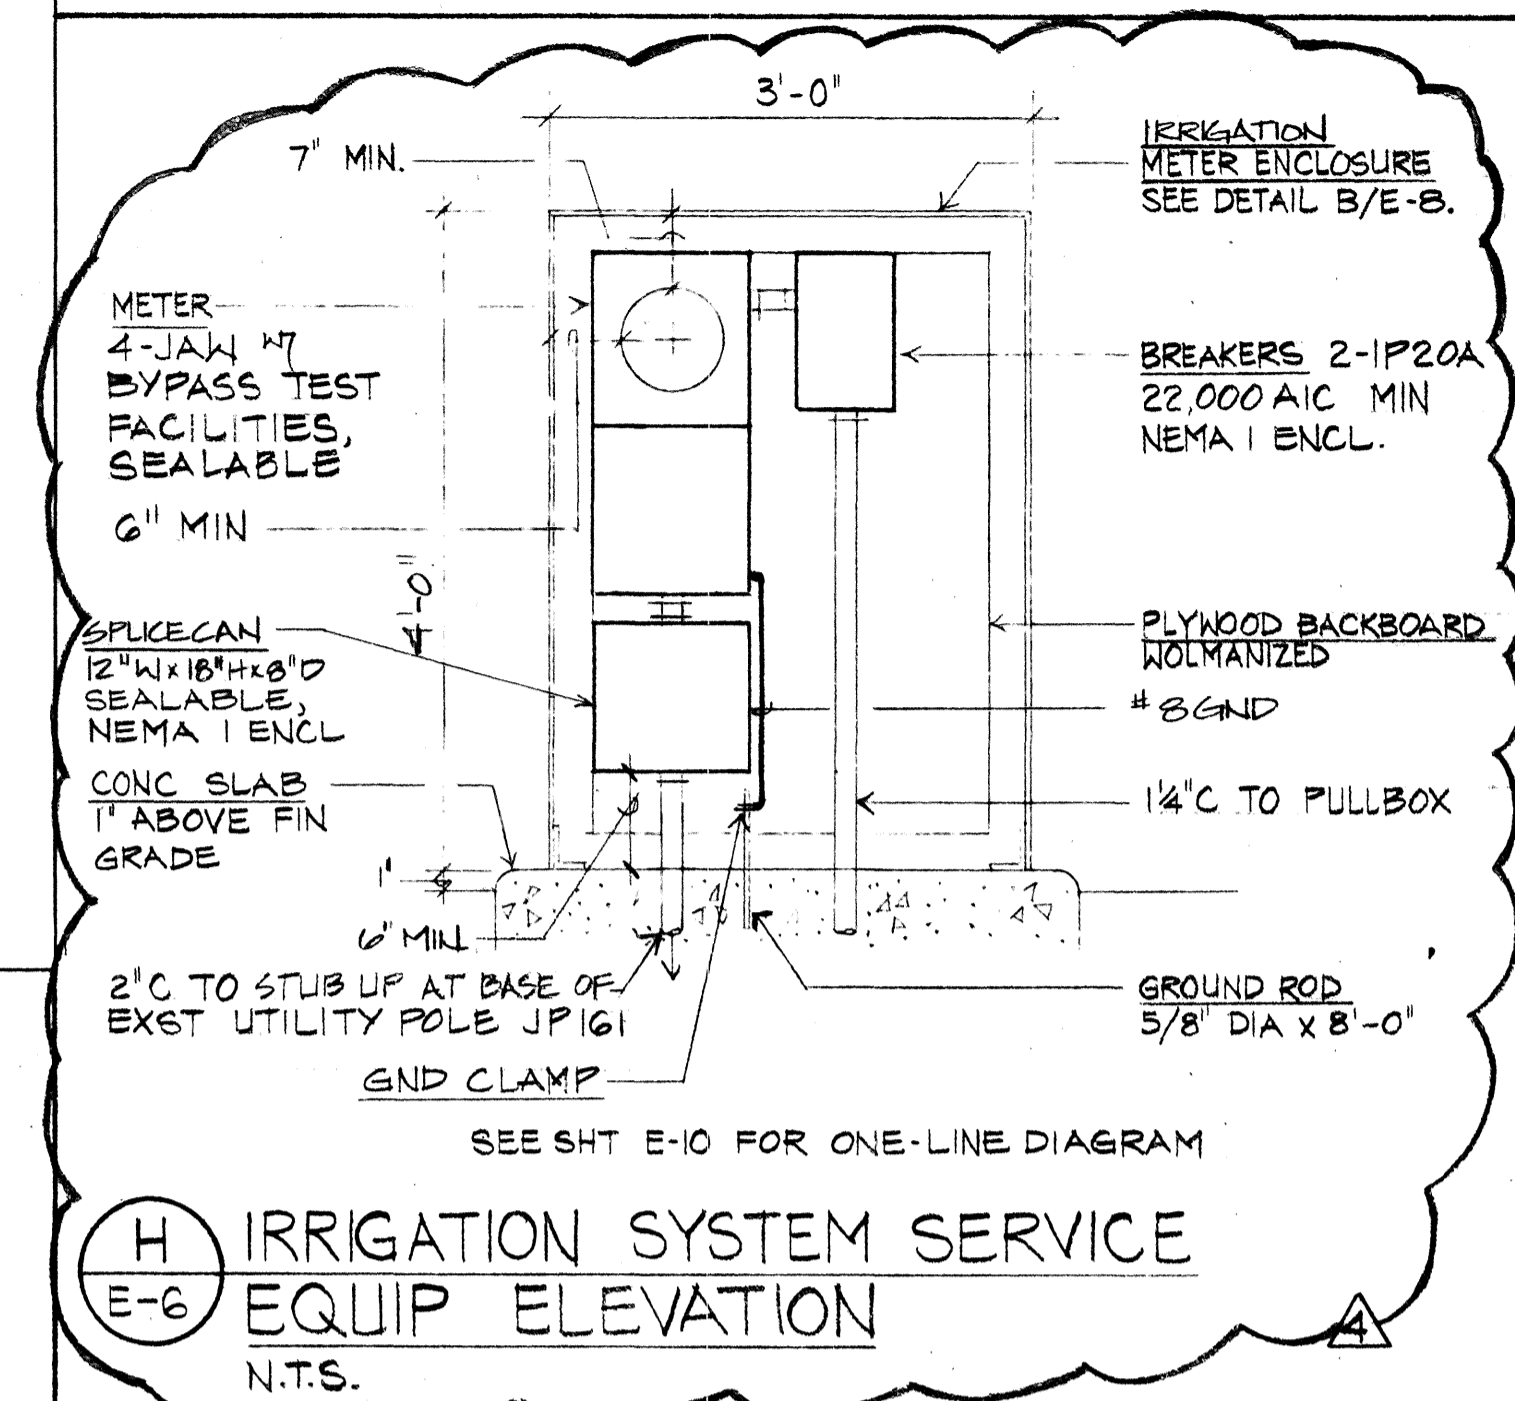 3'-0"
7" MIN.
IRRIGATION
METER ENCLOSURE
SEE DETAIL B/E-8.
METER
4-JAW W/
BYPASS TEST
FACILITIES,
SEALABLE
6" MIN
BREAKERS 2-1P20A
22,000 AIC MIN
NEMA 1 ENCL.
4'-0"
SPLICECAN
12"W x 18"H x 8"D
SEALABLE,
NEMA 1 ENCL
PLYWOOD BACKBOARD
WOLMANIZED
#8 GND
CONC SLAB
1" ABOVE FIN
GRADE
1"
1¼"C TO PULLBOX
6" MIN.
2"C TO STUB UP AT BASE OF
EXST UTILITY POLE JP161
GND CLAMP
GROUND ROD
5/8" DIA x 8'-0"
SEE SHT E-10 FOR ONE-LINE DIAGRAM
H
E-6
IRRIGATION SYSTEM SERVICE
EQUIP ELEVATION
N.T.S.
4